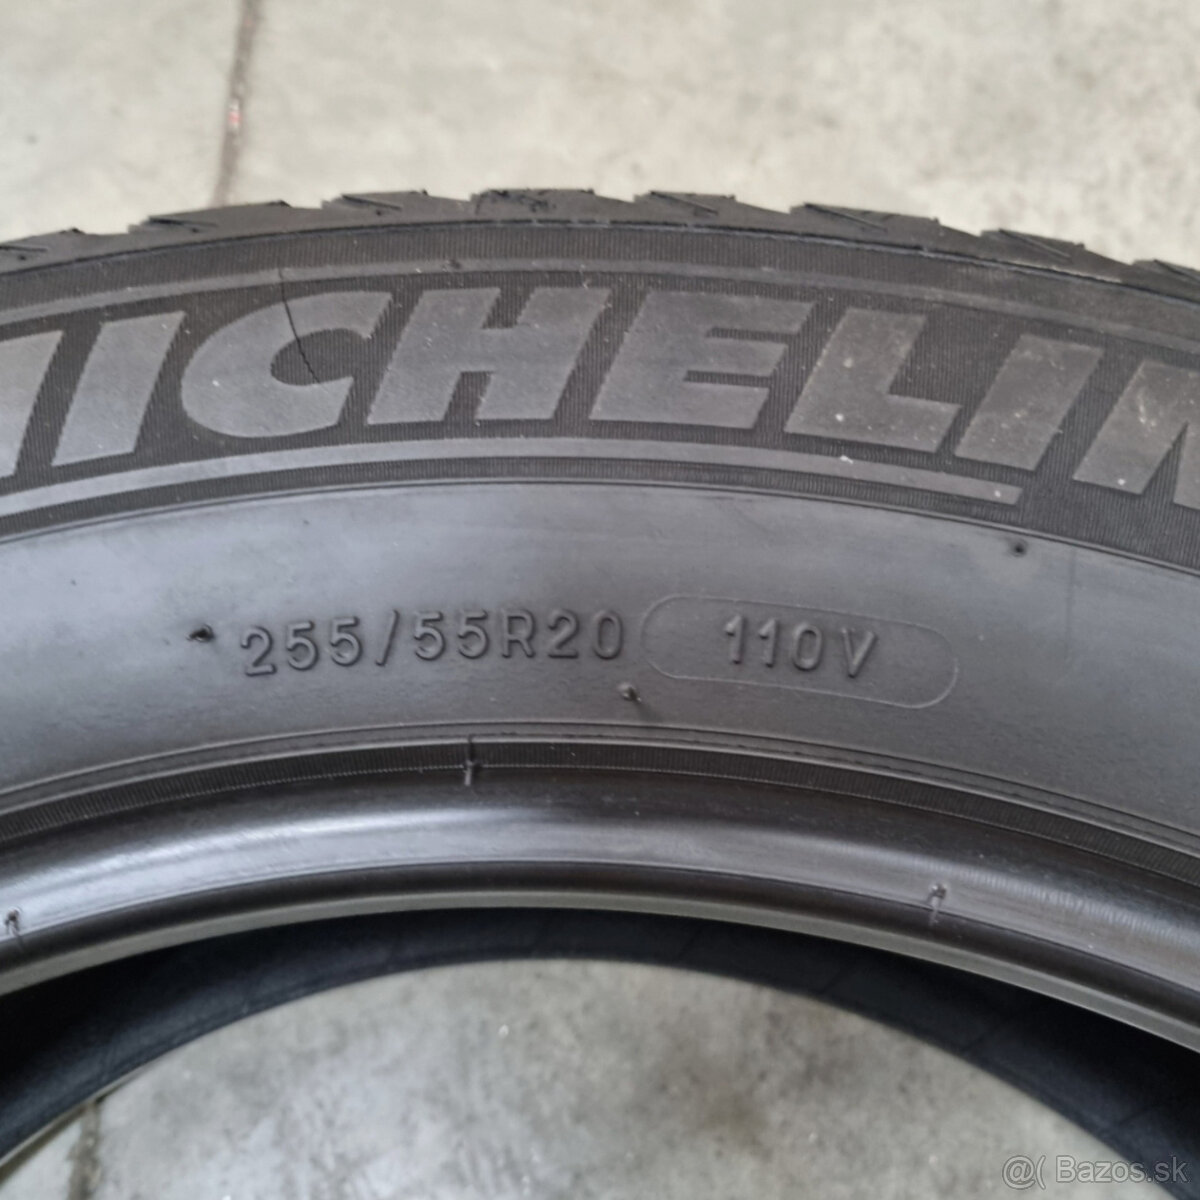 MICHELIN
255/55R20 110V
@( Bazos.sk